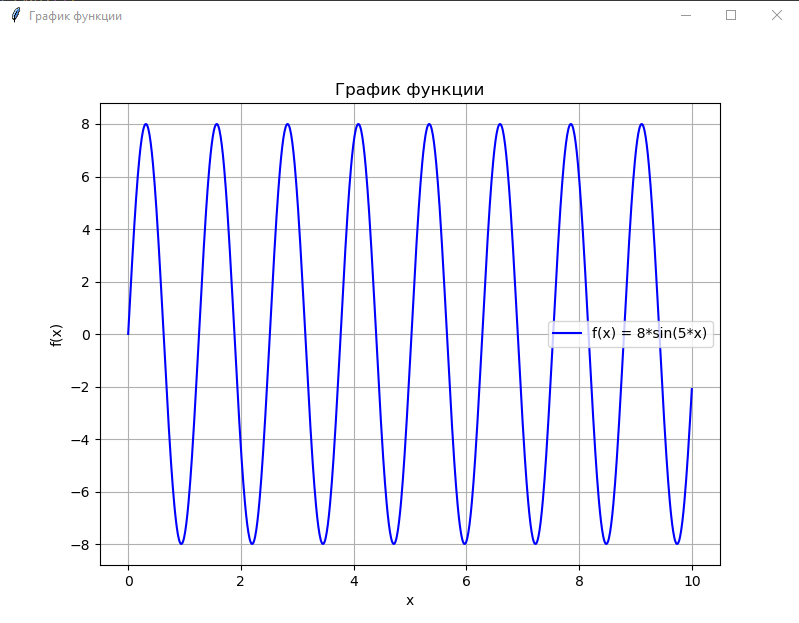 График функции
График функции
8
6
4
2
0
−2
−4
−6
−8
f(x)
f(x) = 8*sin(5*x)
0 2 4 6 8 10
x